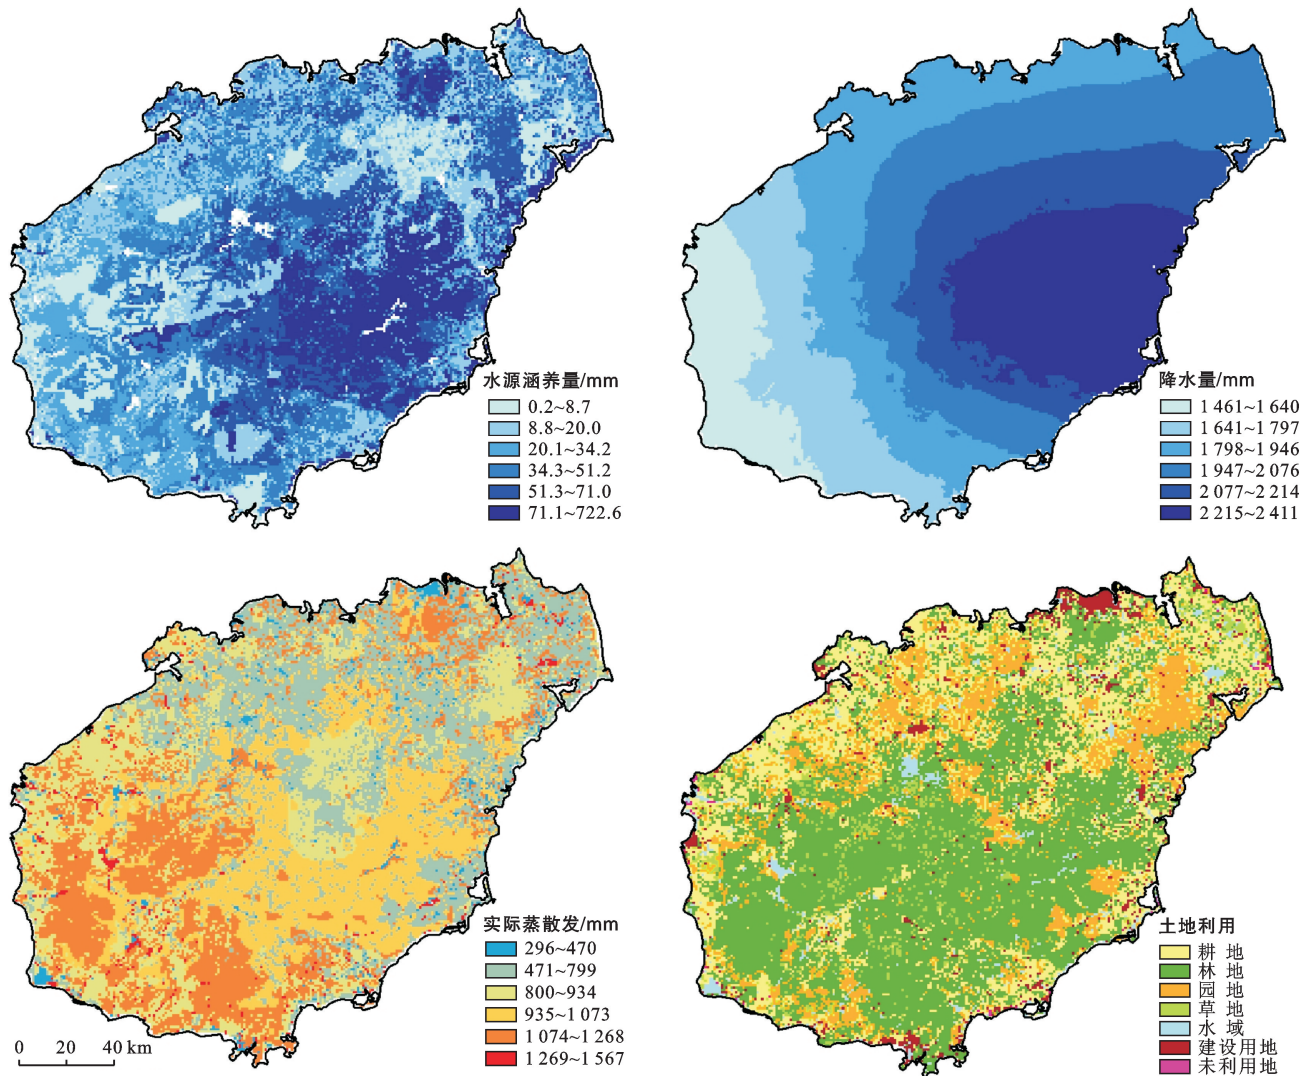 水源涵养量/mm
0.2~8.7
8.8~20.0
20.1~34.2
34.3~51.2
51.3~71.0
71.1~722.6
降水量/mm
1 461~1 640
1 641~1 797
1 798~1 946
1 947~2 076
2 077~2 214
2 215~2 411
实际蒸散发/mm
296~470
471~799
800~934
935~1 073
1 074~1 268
1 269~1 567
0 20 40 km
土地利用
耕 地
林 地
园 地
草 地
水 域
建设用地
未利用地